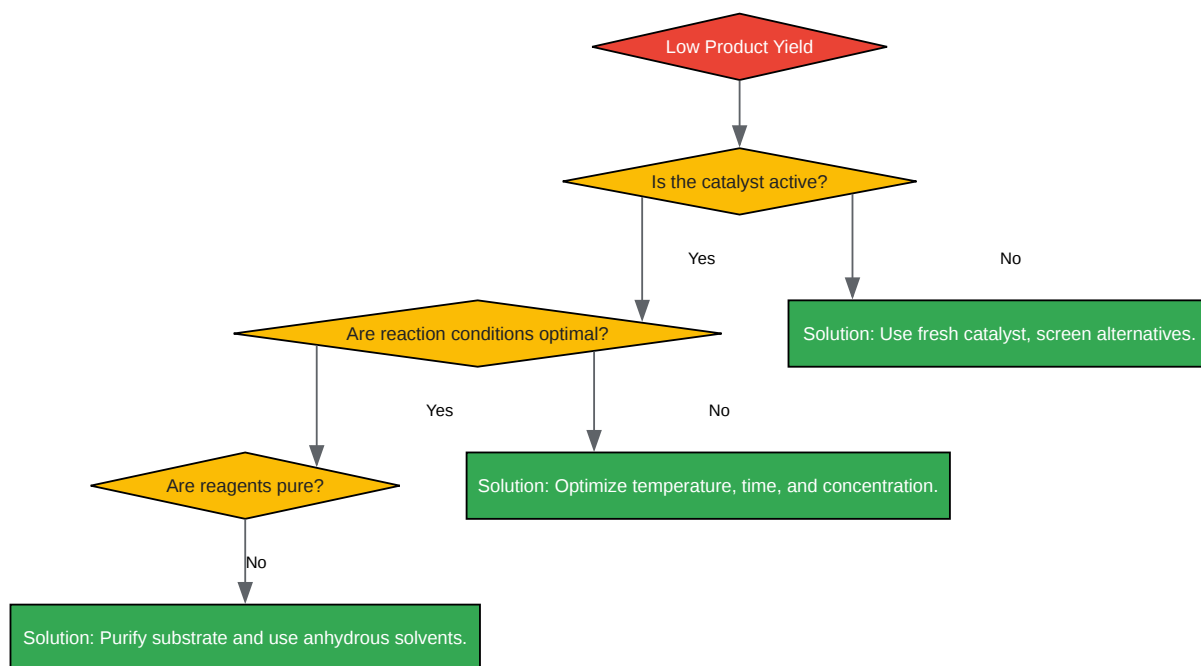 Low Product Yield
Is the catalyst active?
Yes
No
Are reaction conditions optimal?
Solution: Use fresh catalyst, screen alternatives.
Yes
No
Are reagents pure?
Solution: Optimize temperature, time, and concentration.
No
Solution: Purify substrate and use anhydrous solvents.